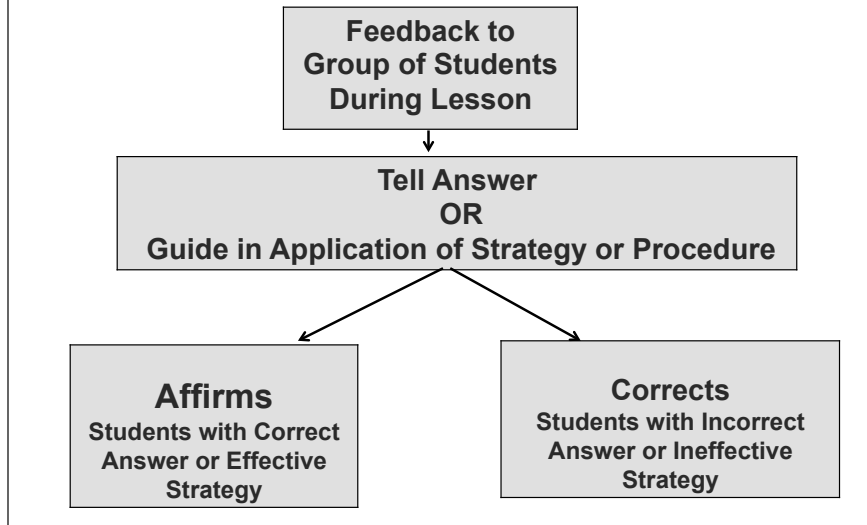 Feedback to
Group of Students
During Lesson
Tell Answer
OR
Guide in Application of Strategy or Procedure
Affirms
Students with Correct
Answer or Effective
Strategy
Corrects
Students with Incorrect
Answer or Ineffective
Strategy